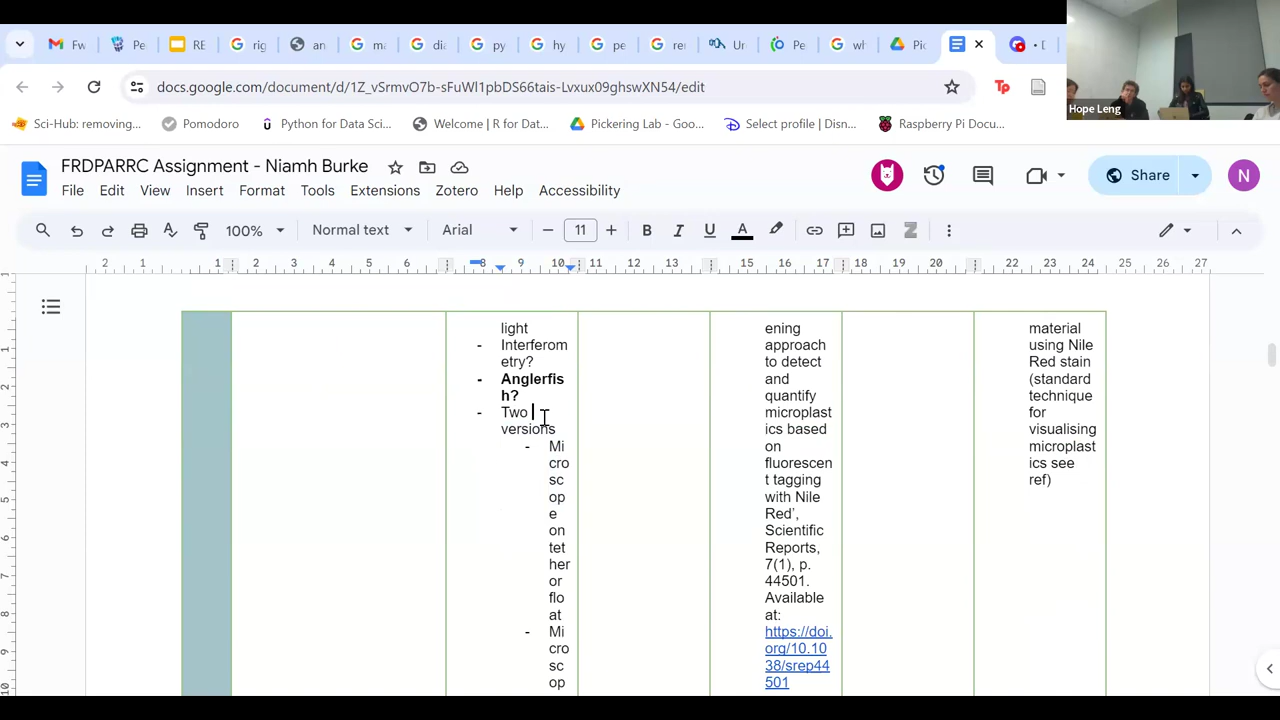 Fw
Pe
RE
rig
an
ma
dia
py
hy
pe
re
Un
Pe
wh
Pic
docs.google.com/document/d/1Z_vSrmvO7b-sFuWl1pbDS66tais-Lvxux09ghswXN54/edit
Sci-Hub: removing...
Pomodoro
Python for Data Sci...
Welcome | R for Dat...
Pickering Lab - Goo...
Select profile | Disn...
Raspberry Pi Docu...
Hope Leng
FRDPARRC Assignment - Niamh Burke
File Edit View Insert Format Tools Extensions Zotero Help Accessibility
Share
N
100% Normal text Arial 11
2 1 1 2 3 4 5 6 7 8 9 10 11 12 13 15 16 17 18 19 20 21 22 23 24 25 26 27
light
- Interferom
etry?
- Anglerfis
h?
- Two
versions
- Mi
cro
sc
op
e
on
tet
her
or
flo
at
- Mi
cro
sc
op
ening
approach
to detect
and
quantify
microplast
ics based
on
fluorescen
t tagging
with Nile
Red',
Scientific
Reports,
7(1), p.
44501.
Available
at:
https://doi.
org/10.10
38/srep44
501
material
using Nile
Red stain
(standard
technique
for
visualising
microplast
ics see
ref)